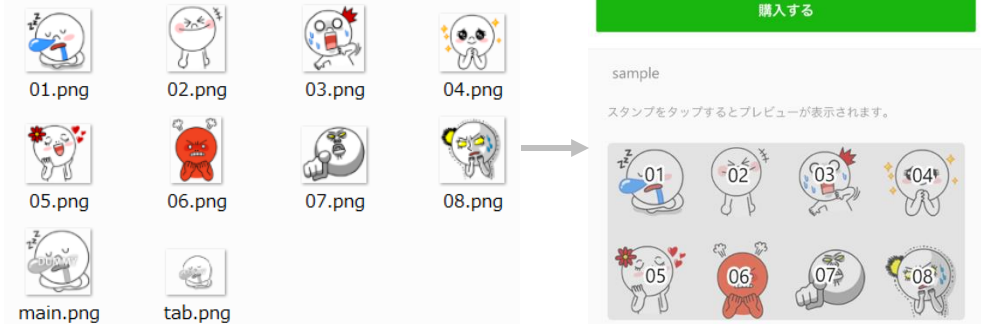 01.png 02.png 03.png 04.png
05.png 06.png 07.png 08.png
main.png tab.png
購入する
sample
スタンプをタップするとプレビューが表示されます。
01 02 03 04
05 06 07 08